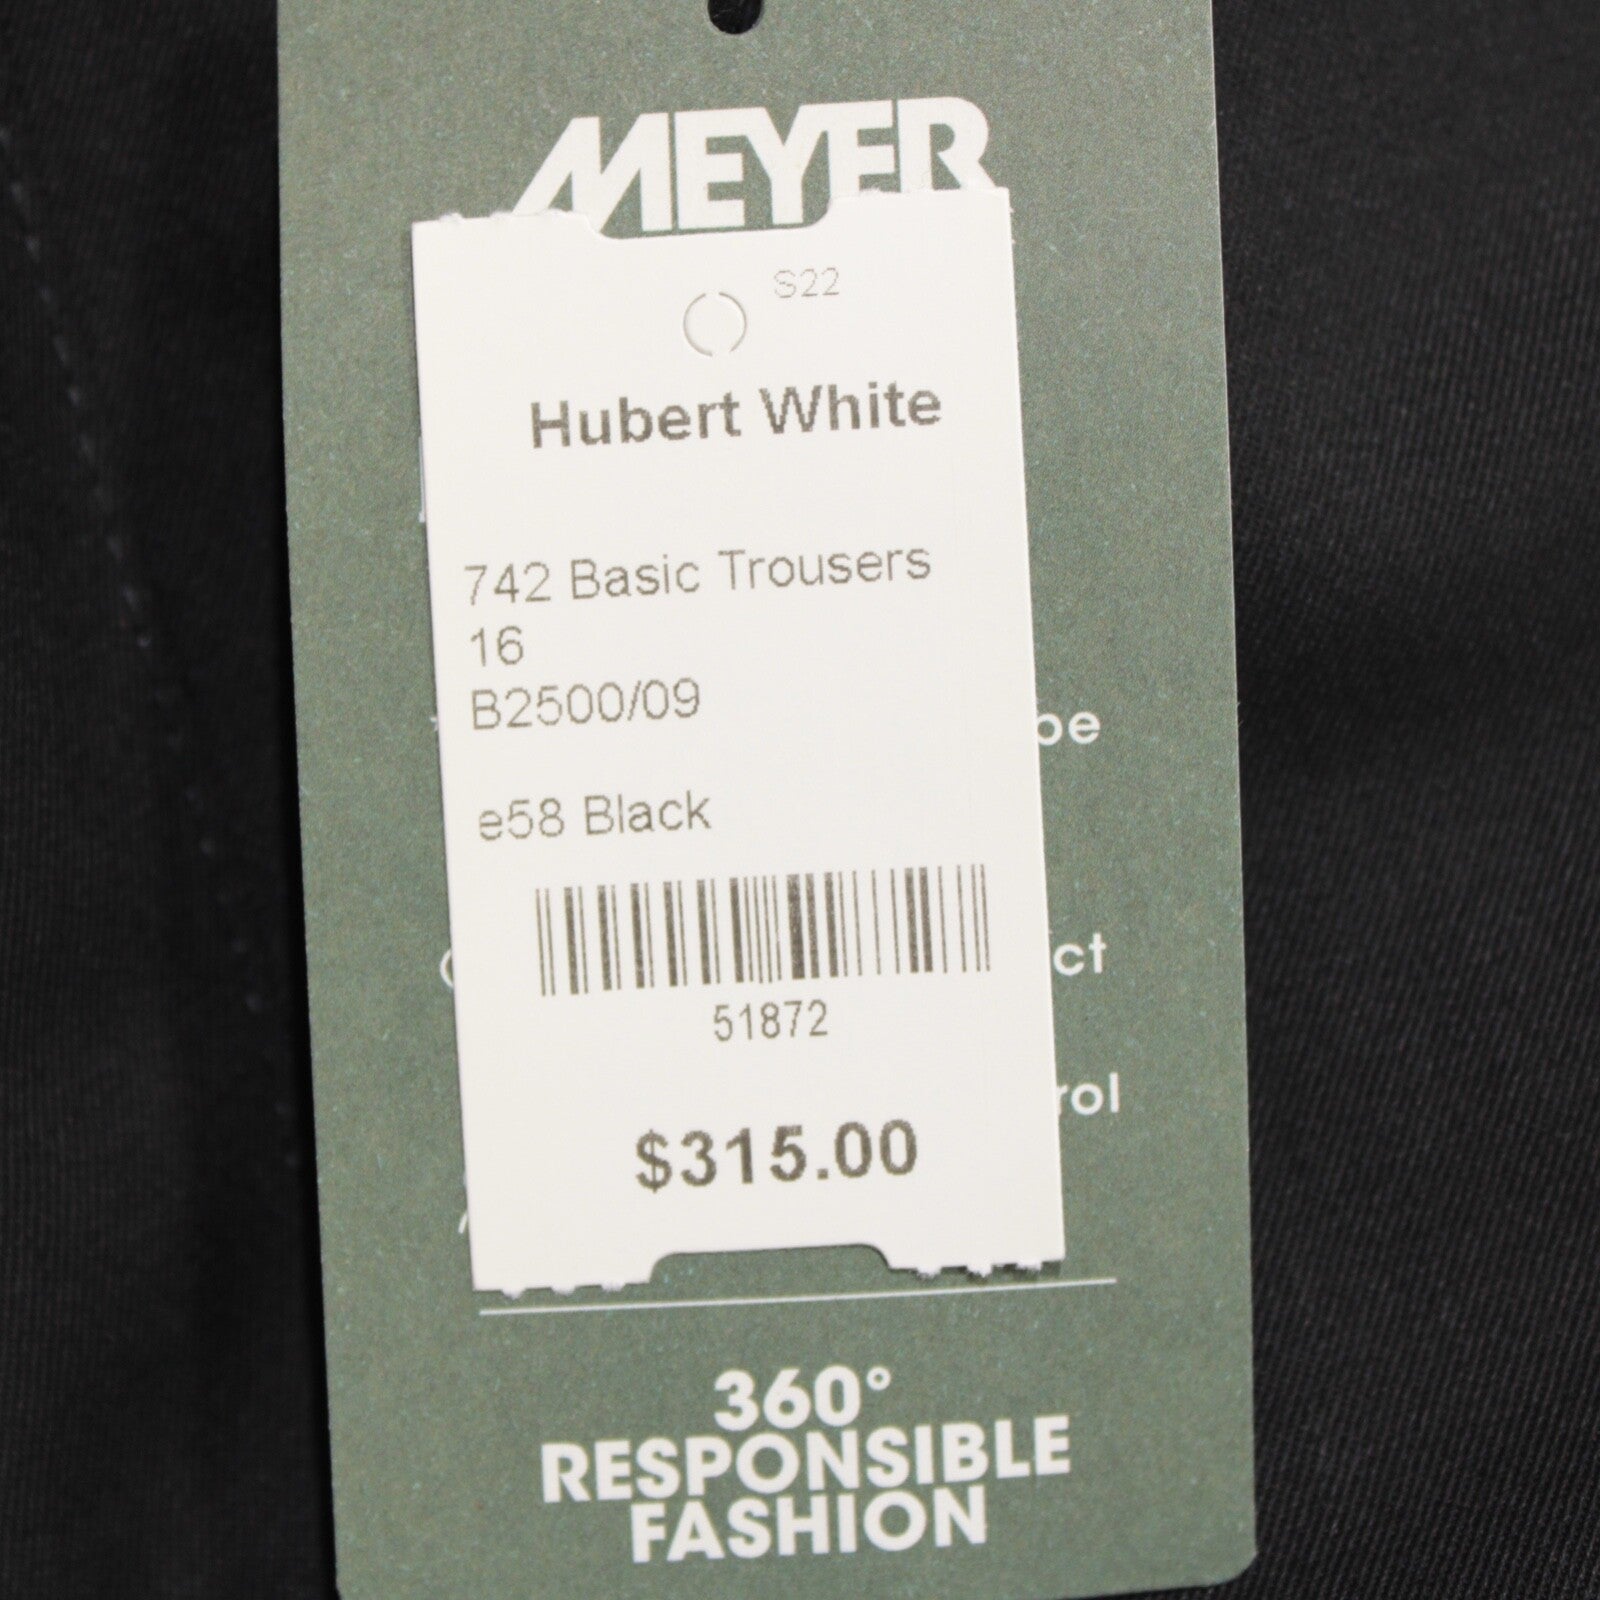 MEYER
S22
Hubert White
742 Basic Trousers
16
B2500/09
e58 Black
51872
$315.00
360°
RESPONSIBLE
FASHION